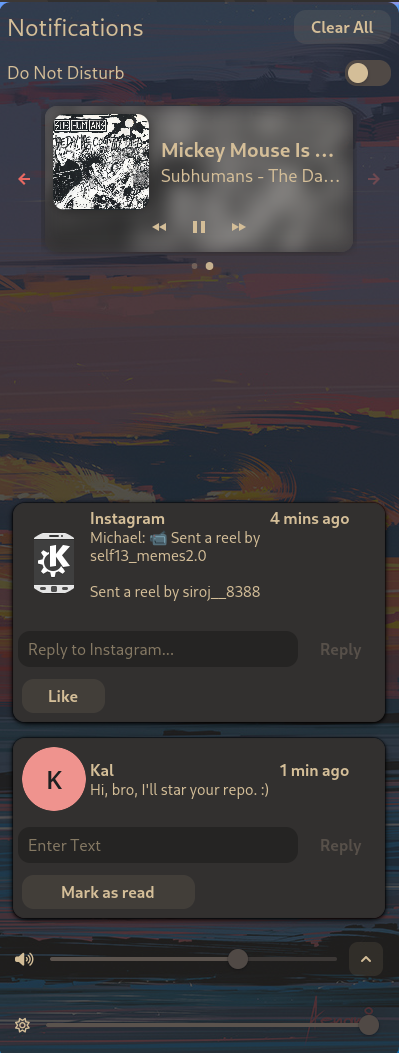 Notifications
Clear All
Do Not Disturb
SUBHUMANS
Mickey Mouse Is ...
Subhumans - The Da...
Instagram
4 mins ago
Michael: 📹 Sent a reel by
self13_memes2.0
Sent a reel by siroj__8388
Reply to Instagram...
Reply
Like
K
Kal
1 min ago
Hi, bro, I'll star your repo. :)
Enter Text
Reply
Mark as read